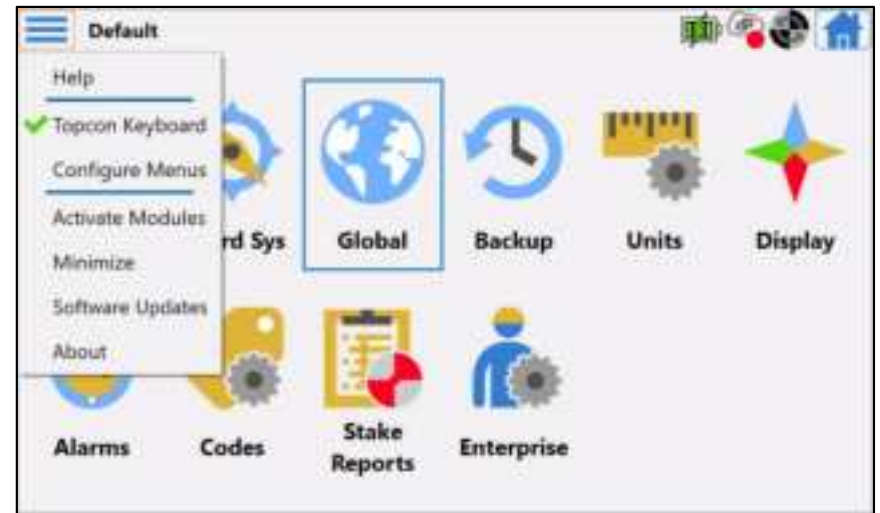 Default
Help
Topcon Keyboard
Configure Menus
Activate Modules
Minimize
Software Updates
About
rd Sys
Global
Backup
Units
Display
Alarms
Codes
Stake
Reports
Enterprise